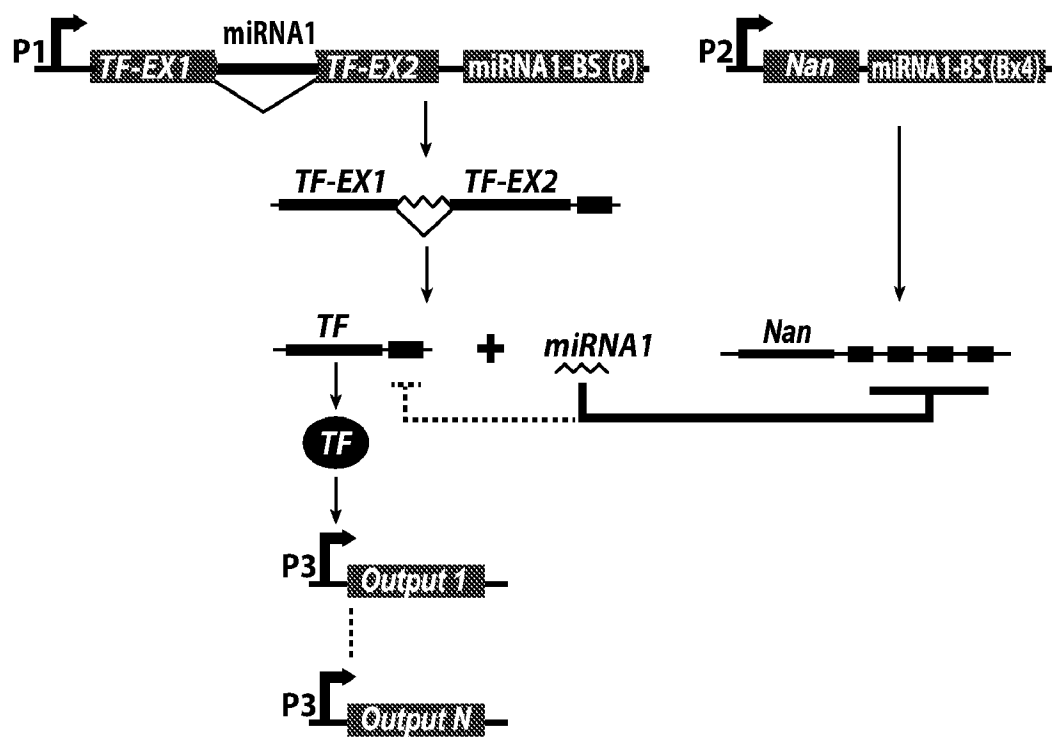 P1 TF-EX1 miRNA1 TF-EX2 miRNA1-BS (P)
P2 Nan miRNA1-BS (Bx4)
TF-EX1 TF-EX2
TF + miRNA1 Nan
TF
P3 Output 1
P3 Output N